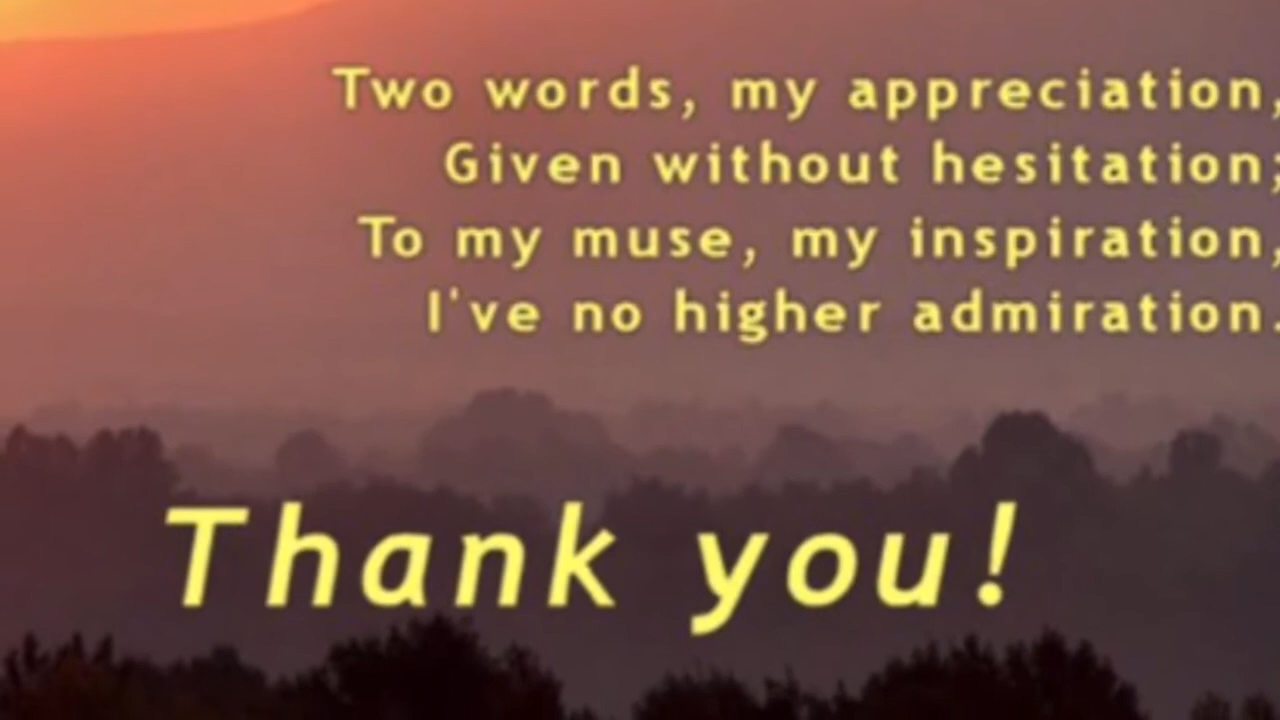 Two words, my appreciation,
Given without hesitation;
To my muse, my inspiration,
I've no higher admiration.
Thank you!